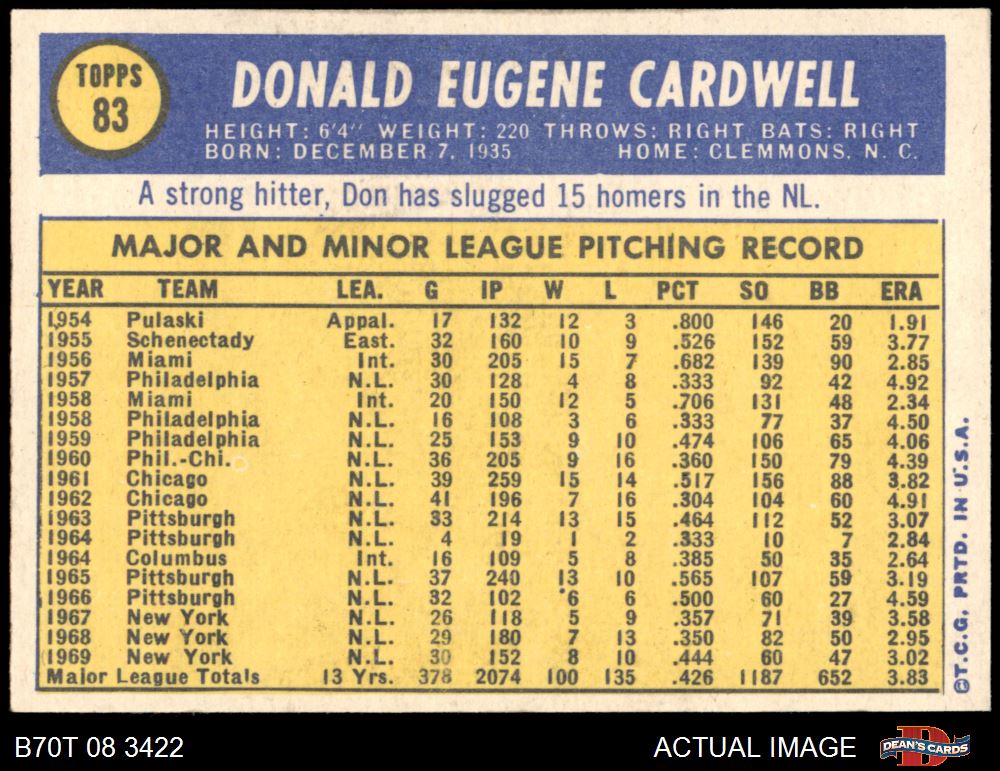 TOPPS
83
DONALD EUGENE CARDWELL
HEIGHT: 6'4" WEIGHT: 220 THROWS: RIGHT BATS: RIGHT
BORN: DECEMBER 7, 1935 HOME: CLEMMONS, N. C.
A strong hitter, Don has slugged 15 homers in the NL.
MAJOR AND MINOR LEAGUE PITCHING RECORD
YEAR TEAM LEA. G IP W L PCT SO BB ERA
1954 Pulaski Appal. 17 132 12 3 .800 146 20 1.91
1955 Schenectady East. 32 160 10 9 .526 152 59 3.77
1956 Miami Int. 30 205 15 7 .682 139 90 2.85
1957 Philadelphia N.L. 30 128 4 8 .333 92 42 4.92
1958 Miami Int. 20 150 12 5 .706 131 48 2.34
1958 Philadelphia N.L. 16 108 3 6 .333 77 37 4.50
1959 Philadelphia N.L. 25 153 9 10 .474 106 65 4.06
1960 Phil.-Chi. N.L. 36 205 9 16 .360 150 79 4.39
1961 Chicago N.L. 39 259 15 14 .517 156 88 3.82
1962 Chicago N.L. 41 196 7 16 .304 104 60 4.91
1963 Pittsburgh N.L. 33 214 13 15 .464 112 52 3.07
1964 Pittsburgh N.L. 4 19 1 2 .333 10 7 2.84
1964 Columbus Int. 16 109 5 8 .385 50 35 2.64
1965 Pittsburgh N.L. 37 240 13 10 .565 107 59 3.19
1966 Pittsburgh N.L. 32 102 6 6 .500 60 27 4.59
1967 New York N.L. 26 118 5 9 .357 71 39 3.58
1968 New York N.L. 29 180 7 13 .350 82 50 2.95
1969 New York N.L. 30 152 8 10 .444 60 47 3.02
Major League Totals 13 Yrs. 378 2074 100 135 .426 1187 652 3.83
©T.C.G. PRTD. IN U.S.A.
B70T 08 3422 ACTUAL IMAGE DEAN'S CARDS